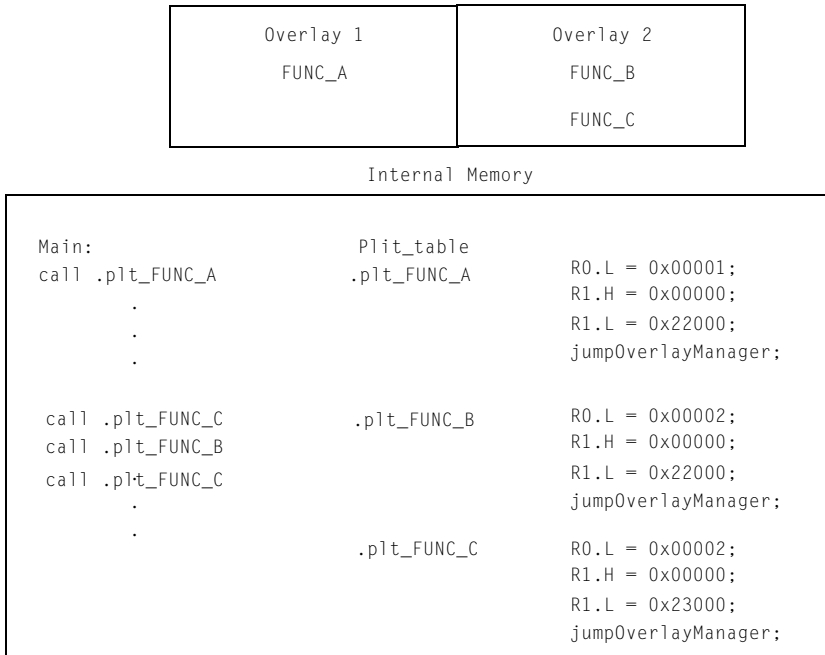 Overlay 1
FUNC_A
Overlay 2
FUNC_B
FUNC_C
Internal Memory
Main:
call .plt_FUNC_A
.
.
.
call .plt_FUNC_C
call .plt_FUNC_B
call .plt_FUNC_C
.
.
.
Plit_table
.plt_FUNC_A
R0.L = 0x00001;
R1.H = 0x00000;
R1.L = 0x22000;
jumpOverlayManager;
.plt_FUNC_B
R0.L = 0x00002;
R1.H = 0x00000;
R1.L = 0x22000;
jumpOverlayManager;
.plt_FUNC_C
R0.L = 0x00002;
R1.H = 0x00000;
R1.L = 0x23000;
jumpOverlayManager;